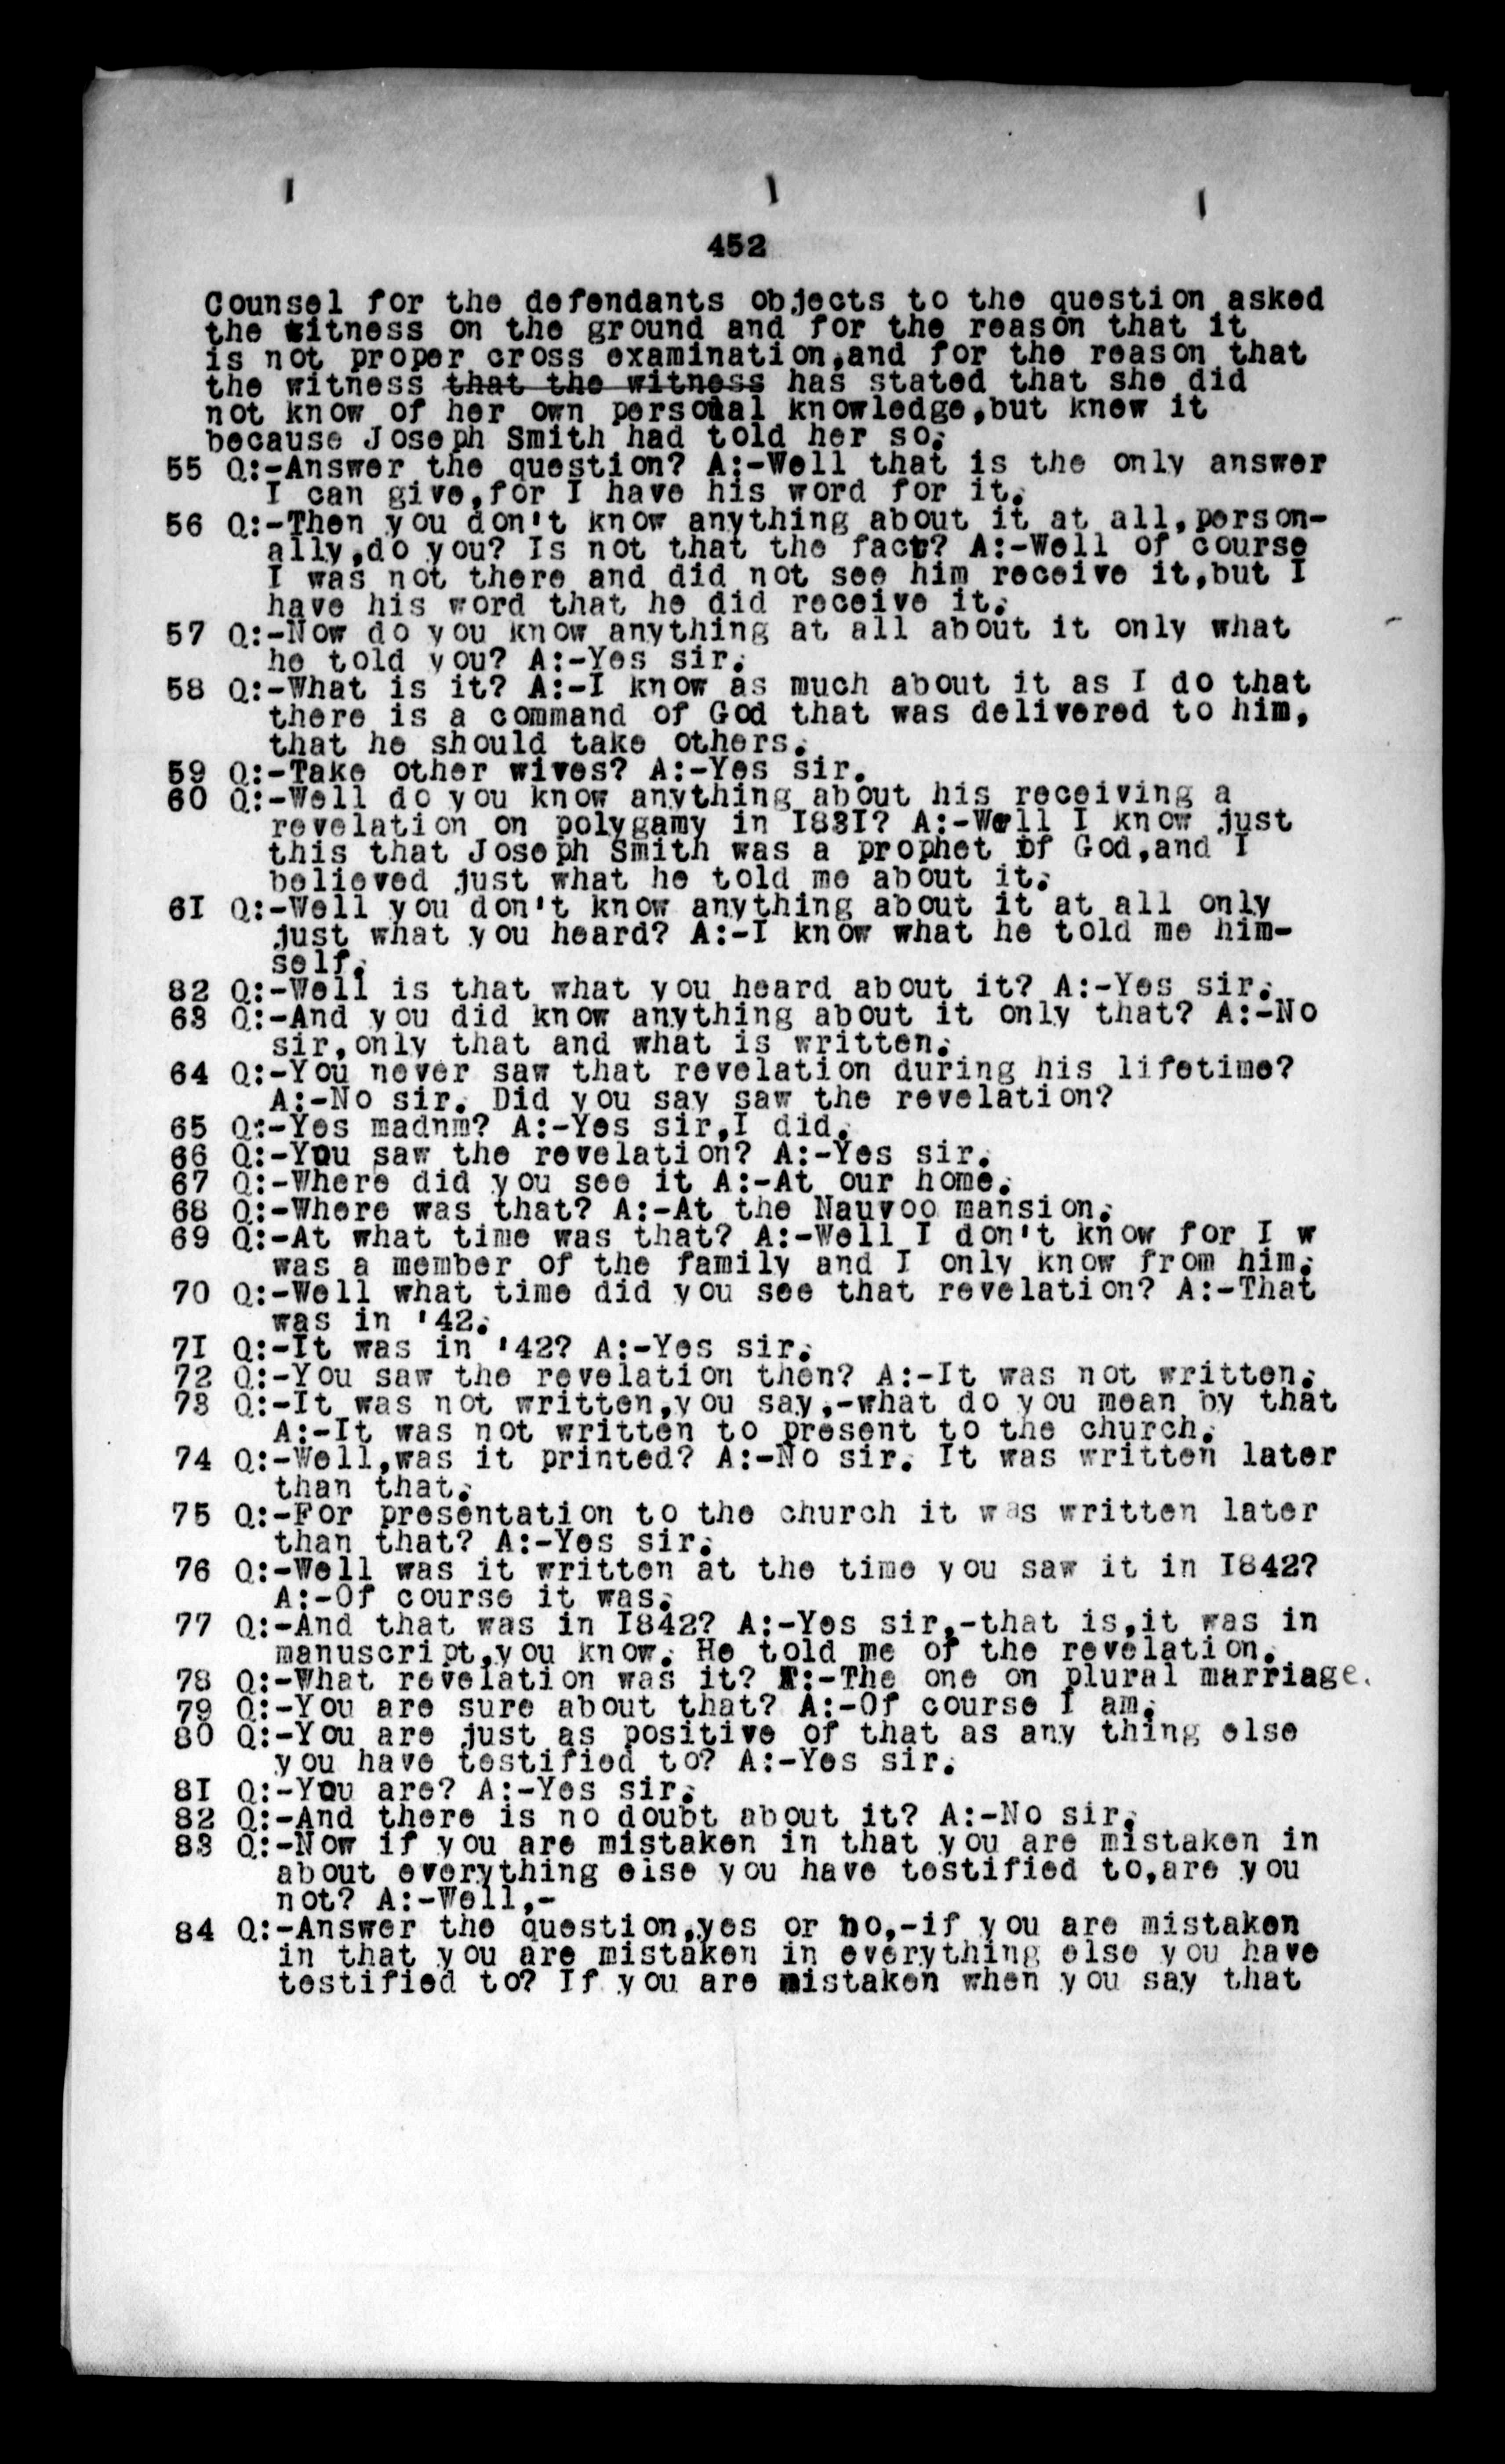 452
Counsel for the defendants objects to the question asked
the witness on the ground and for the reason that it
is not proper cross examination,and for the reason that
the witness that the witness has stated that she did
not know of her own personal knowledge,but knew it
because Joseph Smith had told her so.
55 Q:-Answer the question? A:-Well that is the only answer
I can give,for I have his word for it.
56 Q:-Then you don't know anything about it at all,person-
ally,do you? Is not that the fact? A:-Well of course
I was not there and did not see him receive it,but I
have his word that he did receive it.
57 Q:-Now do you know anything at all about it only what
he told you? A:-Yes sir.
58 Q:-What is it? A:-I know as much about it as I do that
there is a command of God that was delivered to him,
that he should take others.
59 Q:-Take other wives? A:-Yes sir.
60 Q:-Well do you know anything about his receiving a
revelation on polygamy in I83I? A:-Well I know just
this that Joseph Smith was a prophet of God,and I
believed just what he told me about it.
6I Q:-Well you don't know anything about it at all only
just what you heard? A:-I know what he told me him-
self.
82 Q:-Well is that what you heard about it? A:-Yes sir.
63 Q:-And you did know anything about it only that? A:-No
sir,only that and what is written.
64 Q:-You never saw that revelation during his lifetime?
A:-No sir. Did you say saw the revelation?
65 Q:-Yes madnm? A:-Yes sir,I did.
66 Q:-You saw the revelation? A:-Yes sir.
67 Q:-Where did you see it A:-At our home.
68 Q:-Where was that? A:-At the Nauvoo mansion.
69 Q:-At what time was that? A:-Well I don't know for I w
was a member of the family and I only know from him.
70 Q:-Well what time did you see that revelation? A:-That
was in '42.
7I Q:-It was in '42? A:-Yes sir.
72 Q:-You saw the revelation then? A:-It was not written.
73 Q:-It was not written,you say,-what do you mean by that
A:-It was not written to present to the church.
74 Q:-Well,was it printed? A:-No sir. It was written later
than that.
75 Q:-For presentation to the church it was written later
than that? A:-Yes sir.
76 Q:-Well was it written at the time you saw it in I842?
A:-Of course it was.
77 Q:-And that was in I842? A:-Yes sir,-that is,it was in
manuscript,you know. He told me of the revelation.
78 Q:-What revelation was it? A:-The one on plural marriage.
79 Q:-You are sure about that? A:-Of course I am.
80 Q:-You are just as positive of that as any thing else
you have testified to? A:-Yes sir.
8I Q:-You are? A:-Yes sir.
82 Q:-And there is no doubt about it? A:-No sir.
83 Q:-Now if you are mistaken in that you are mistaken in
about everything else you have testified to,are you
not? A:-Well,-
84 Q:-Answer the question,yes or no,-if you are mistaken
in that you are mistaken in everything else you have
testified to? If you are mistaken when you say that